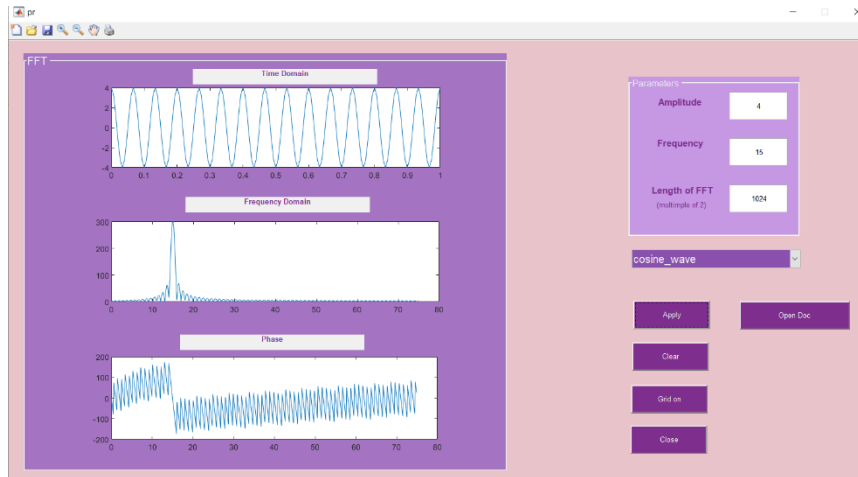 pr
FFT
Time Domain
4
2
0
-2
-4
0 0.1 0.2 0.3 0.4 0.5 0.6 0.7 0.8 0.9 1
Frequency Domain
300
200
100
0
0 10 20 30 40 50 60 70 80
Phase
200
100
0
-100
-200
0 10 20 30 40 50 60 70 80
Parameters
Amplitude 4
Frequency 15
Length of FFT 1024
(multimple of 2)
cosine_wave
Apply Open Doc
Clear
Grid on
Close